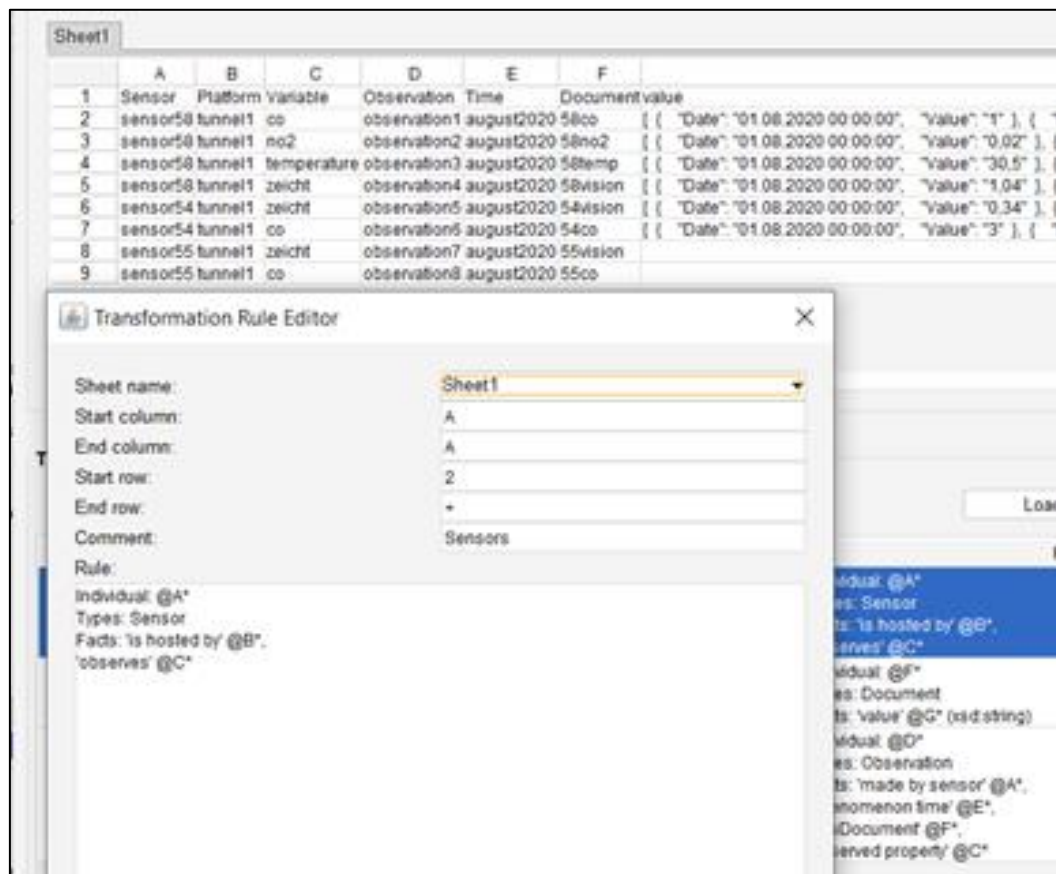 Sheet1
A B C D E F
1 Sensor Platform Variable Observation Time Document value
2 sensor58 tunnel1 co observation1 august2020 58co [ { "Date": "01.08.2020 00:00:00", "Value": "1" }, { "
3 sensor58 tunnel1 no2 observation2 august2020 58no2 [ { "Date": "01.08.2020 00:00:00", "Value": "0,02" }, {
4 sensor58 tunnel1 temperature observation3 august2020 58temp [ { "Date": "01.08.2020 00:00:00", "Value": "30,5" }, {
5 sensor58 tunnel1 zeicht observation4 august2020 58vision [ { "Date": "01.08.2020 00:00:00", "Value": "1,04" }, {
6 sensor54 tunnel1 zeicht observation5 august2020 54vision [ { "Date": "01.08.2020 00:00:00", "Value": "0,34" }, {
7 sensor54 tunnel1 co observation6 august2020 54co [ { "Date": "01.08.2020 00:00:00", "Value": "3" }, { "
8 sensor55 tunnel1 zeicht observation7 august2020 55vision
9 sensor55 tunnel1 co observation8 august2020 55co
Transformation Rule Editor
Sheet name: Sheet1
Start column: A
End column: A
Start row: 2
End row: +
Comment: Sensors
Rule:
Individual: @A*
Types: Sensor
Facts: 'is hosted by' @B*,
'observes' @C*
T
Load
vidual: @A*
es: Sensor
ts: 'is hosted by' @B*,
serves' @C*
vidual: @F*
es: Document
ts: 'value' @G* (xsd:string)
vidual: @D*
es: Observation
ts: 'made by sensor' @A*,
enomenon time' @E*,
Document' @F*,
served property' @C*